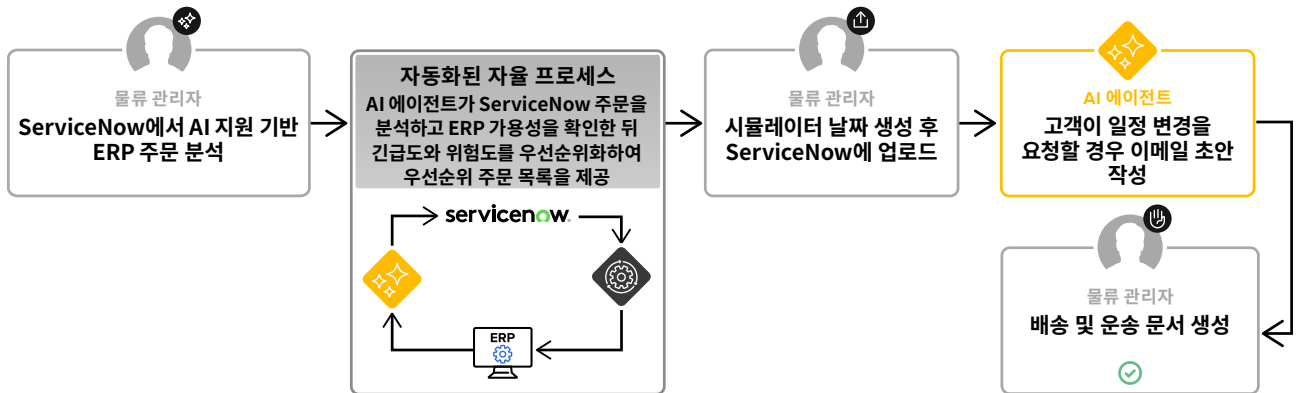 물류 관리자
ServiceNow에서 AI 지원 기반
ERP 주문 분석
자동화된 자율 프로세스
AI 에이전트가 ServiceNow 주문을
분석하고 ERP 가용성을 확인한 뒤
긴급도와 위험도를 우선순위화하여
우선순위 주문 목록을 제공
servicenow.
ERP
물류 관리자
시뮬레이터 날짜 생성 후
ServiceNow에 업로드
AI 에이전트
고객이 일정 변경을
요청할 경우 이메일 초안
작성
물류 관리자
배송 및 운송 문서 생성